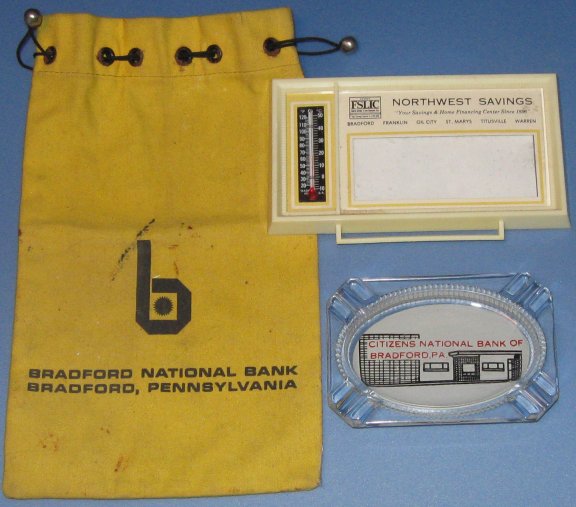 b
BRADFORD NATIONAL BANK
BRADFORD, PENNSYLVANIA
FSLIC
NORTHWEST SAVINGS
"Your Savings & Home Financing Center Since 1898"
BRADFORD FRANKLIN OIL CITY ST. MARYS TITUSVILLE WARREN
CITIZENS NATIONAL BANK OF
BRADFORD, PA.